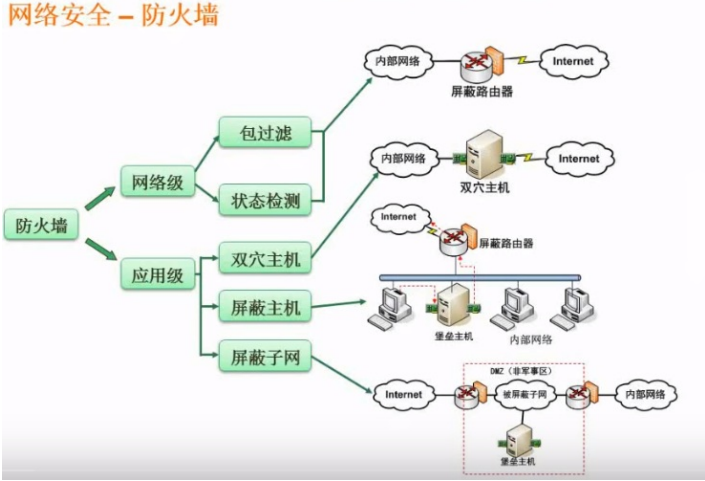 网络安全 – 防火墙
内部网络
Internet
屏蔽路由器
包过滤
内部网络
Internet
双穴主机
网络级
状态检测
防火墙
Internet
屏蔽路由器
双穴主机
应用级
屏蔽主机
堡垒主机
内部网络
屏蔽子网
DMZ（非军事区）
Internet
被屏蔽子网
内部网络
堡垒主机